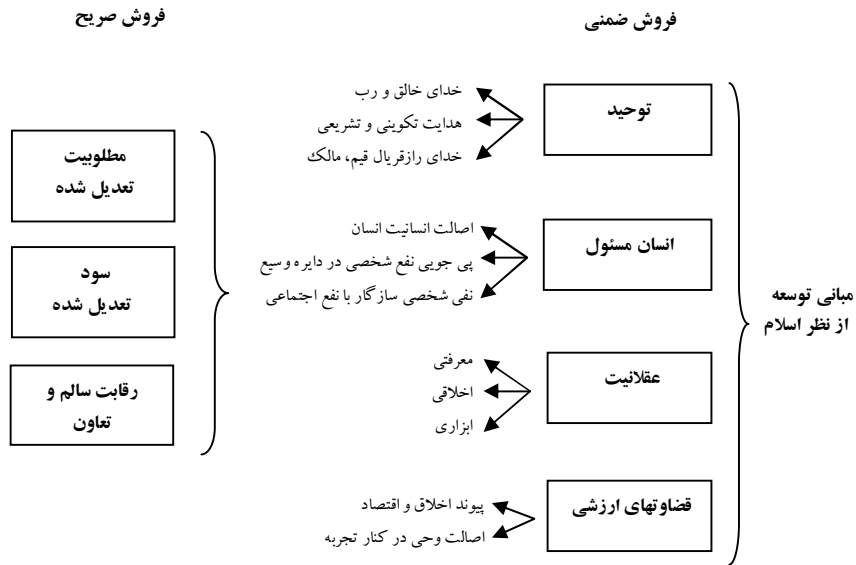 فروش ضمنی
فروش صریح
مبانی توسعه
از نظر اسلام
توحید
خدای خالق و رب
هدایت تکوینی و تشریعی
خدای رازقریال قیم، مالک
انسان مسئول
اصالت انسانیت انسان
پی جویی نفع شخصی در دایره وسیع
نفی شخصی سازگار با نفع اجتماعی
عقلانیت
معرفتی
اخلاقی
ابزاری
قضاوتهای ارزشی
پیوند اخلاق و اقتصاد
اصالت وحی در کنار تجربه
مطلوبیت
تعدیل شده
سود
تعدیل شده
رقابت سالم و
تعاون